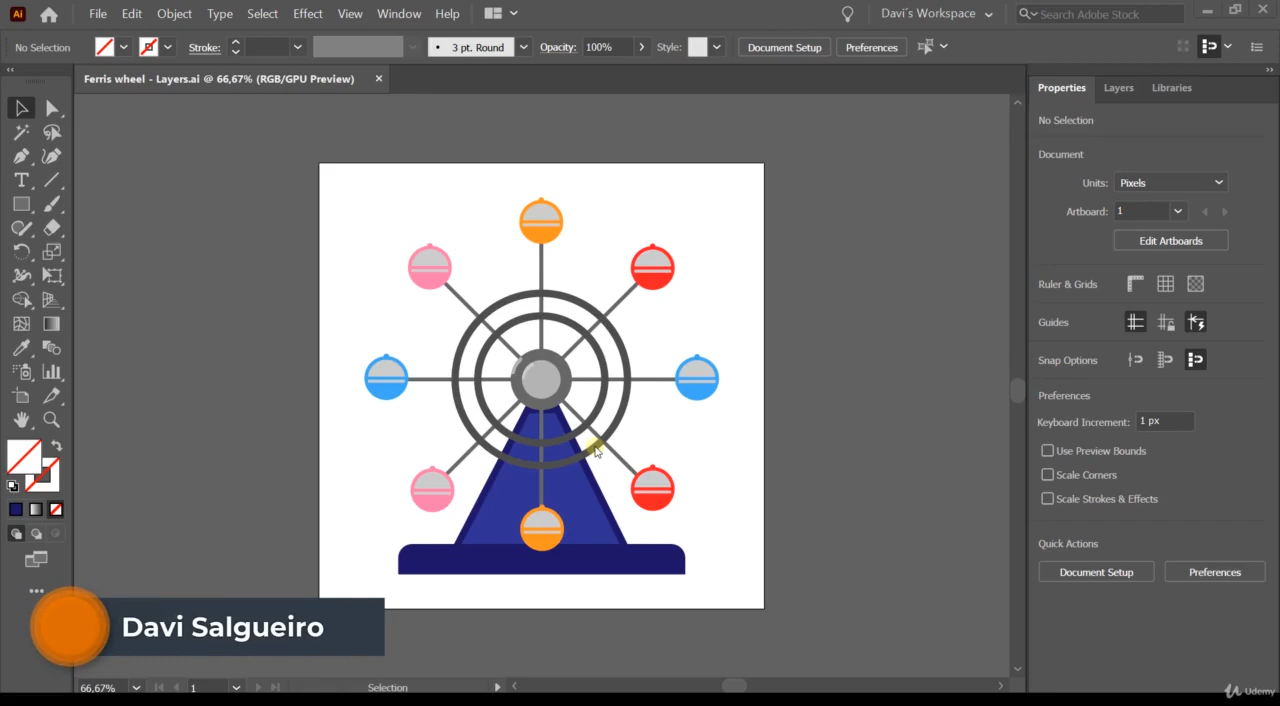 Ai File Edit Object Type Select Effect View Window Help Davi's Workspace Search Adobe Stock
No Selection Stroke: 3 pt. Round Opacity: 100% Style: Document Setup Preferences
Ferris wheel - Layers.ai @ 66,67% (RGB/GPU Preview)
Properties Layers Libraries
No Selection
Document
Units: Pixels
Artboard: 1
Edit Artboards
Ruler & Grids
Guides
Snap Options
Preferences
Keyboard Increment: 1 px
Use Preview Bounds
Scale Corners
Scale Strokes & Effects
Quick Actions
Document Setup Preferences
Davi Salgueiro
66,67% 1 Selection
Udemy